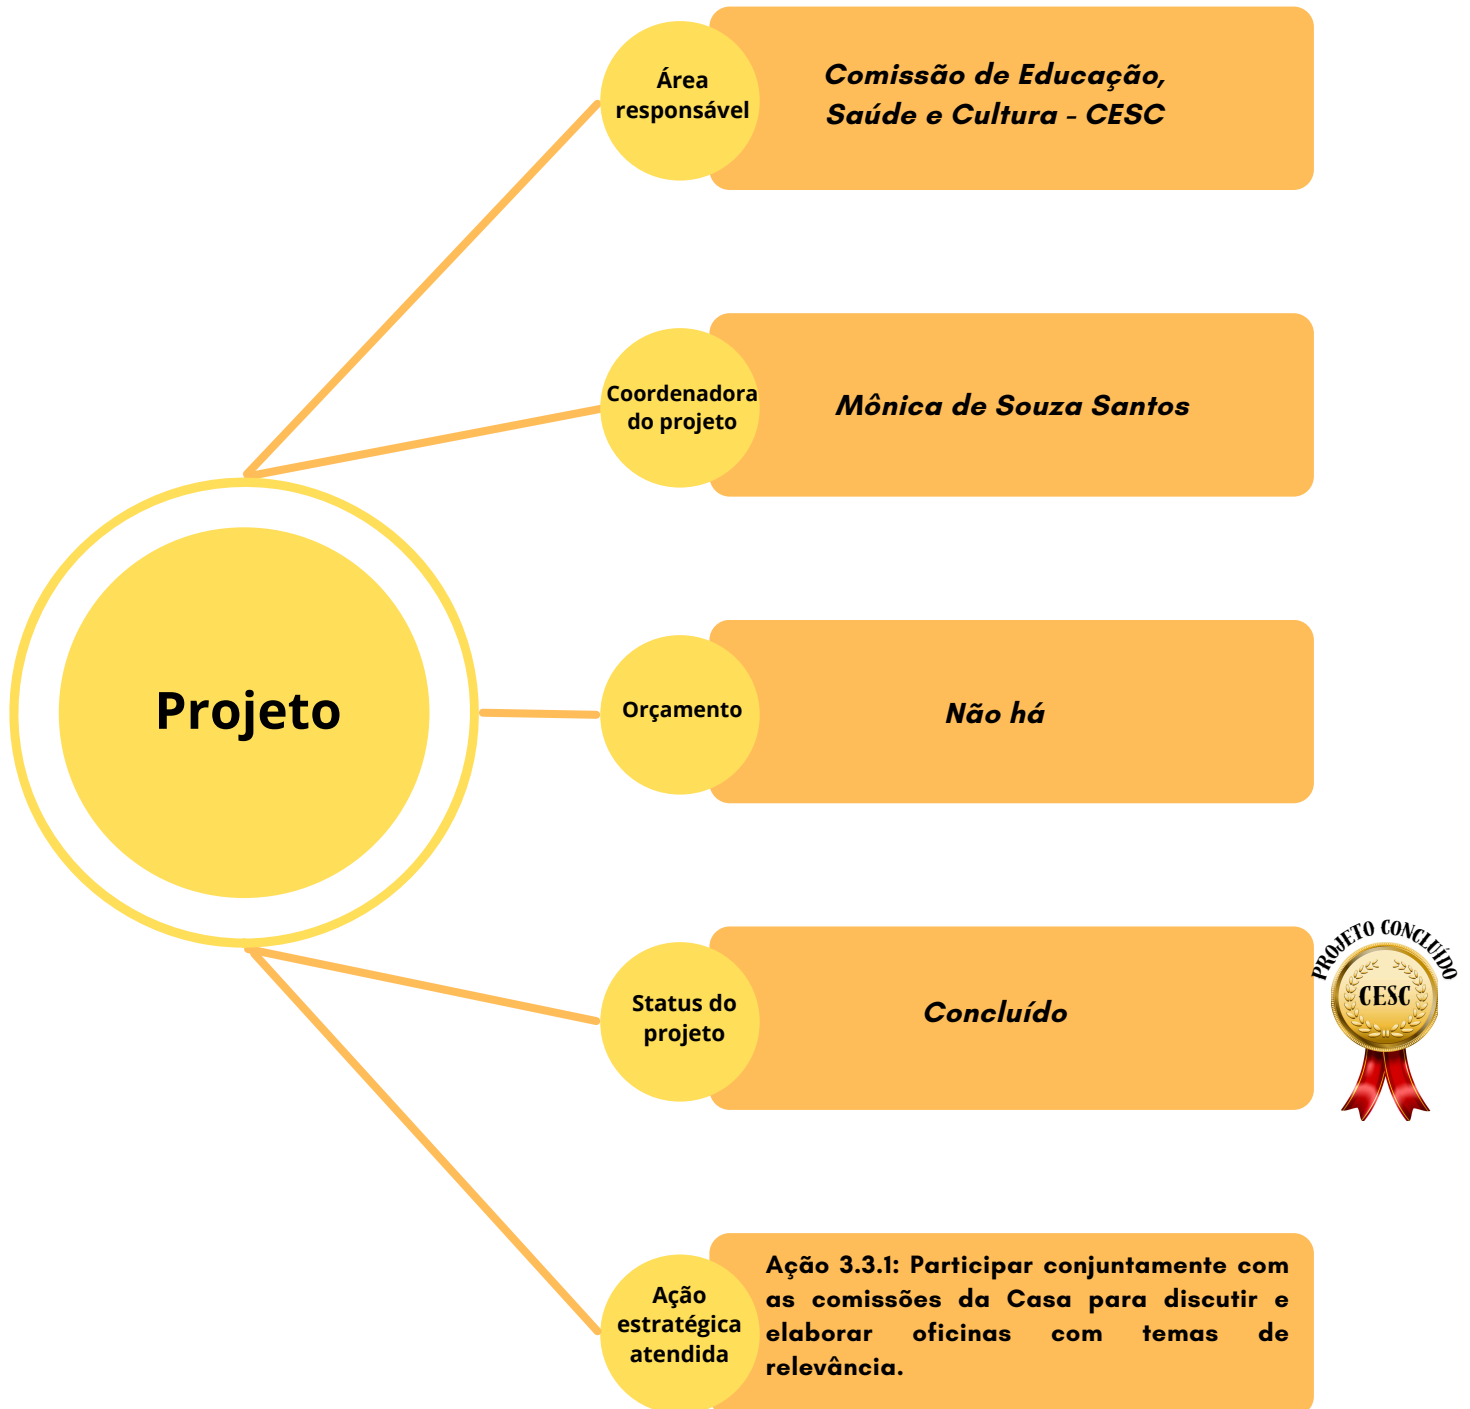 Área
responsável
Comissão de Educação,
Saúde e Cultura - CESC
Coordenadora
do projeto
Mônica de Souza Santos
Projeto
Orçamento
Não há
Status do
projeto
Concluído
PROJETO CONCLUÍDO
CESC
Ação
estratégica
atendida
Ação 3.3.1: Participar conjuntamente com
as comissões da Casa para discutir e
elaborar oficinas com temas de
relevância.